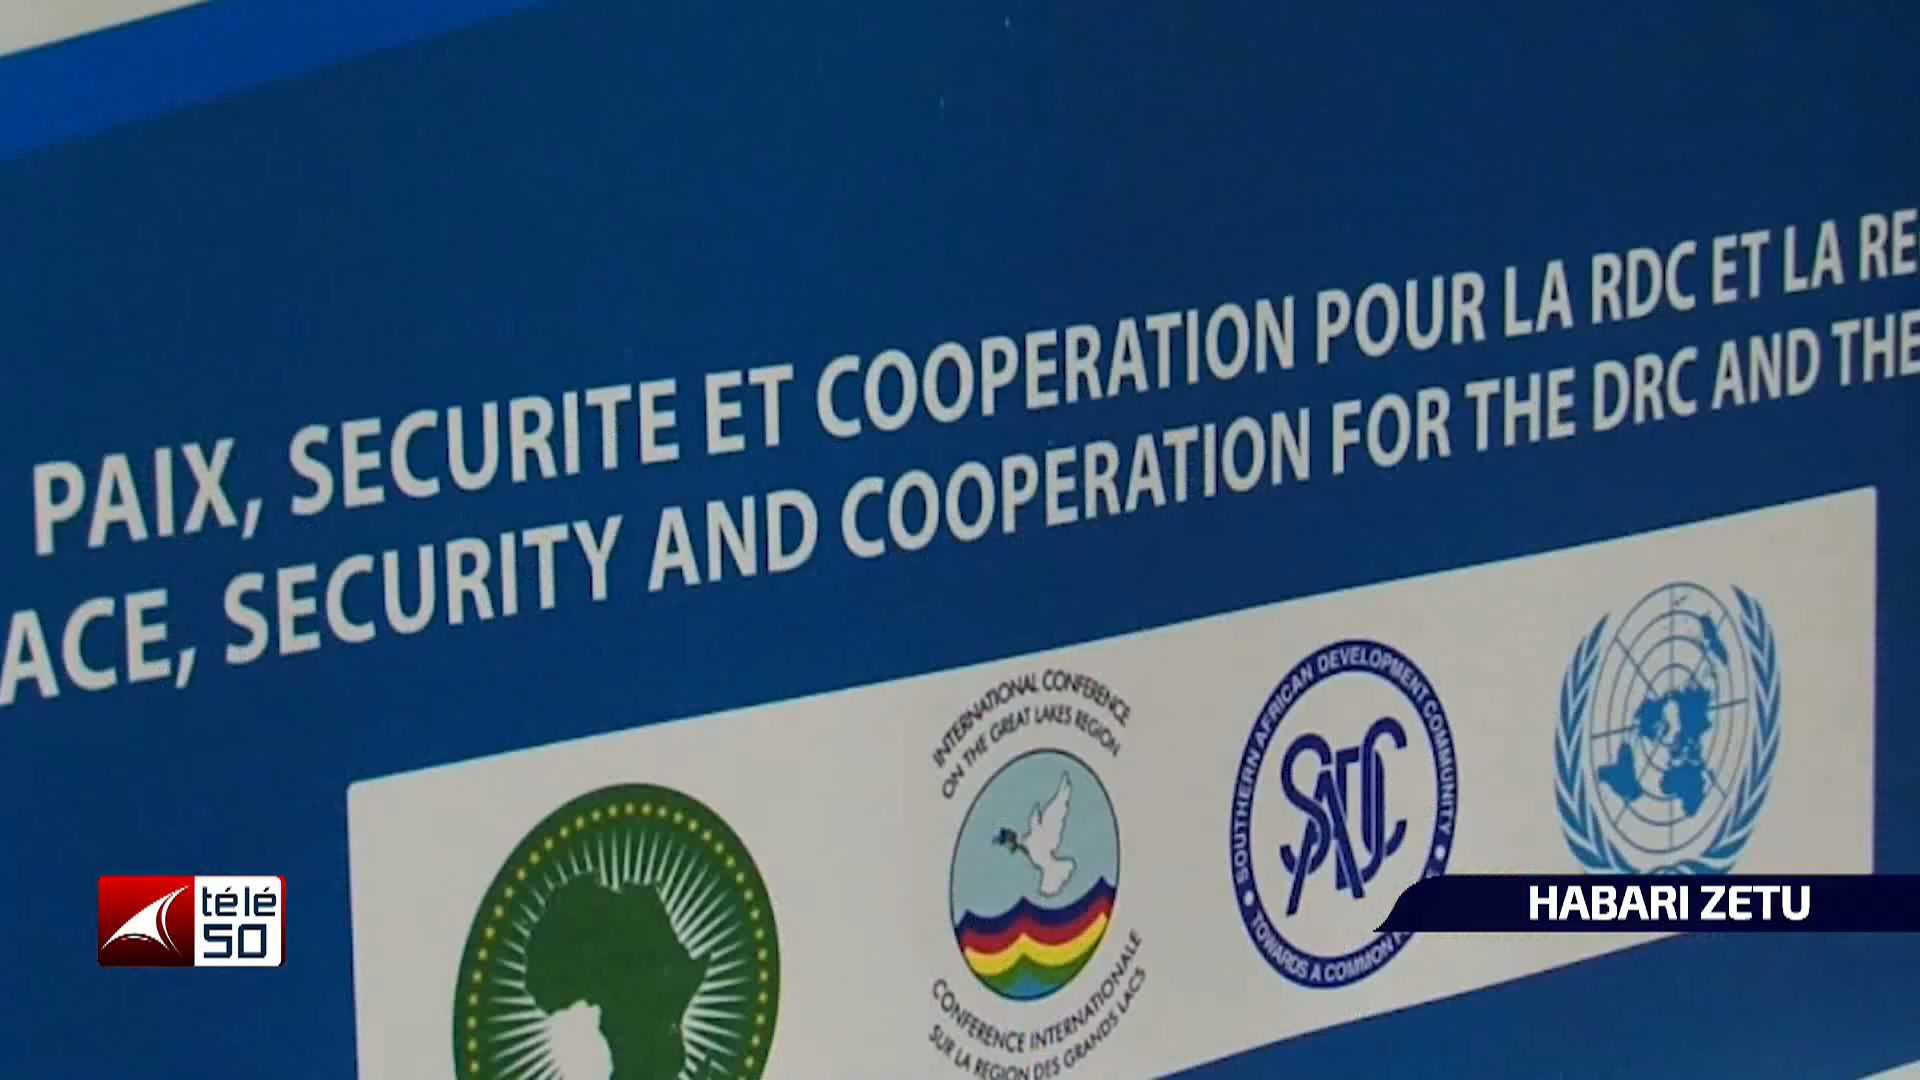 PAIX, SECURITE ET COOPERATION POUR LA RDC ET LA RE
ACE, SECURITY AND COOPERATION FOR THE DRC AND THE
INTERNATIONAL CONFERENCE
ON THE GREAT LAKES REGION
CONFERENCE INTERNATIONALE
SUR LA REGION DES GRANDS LACS
SOUTHERN AFRICAN DEVELOPMENT COMMUNITY
SADC
TOWARDS A COMMON
télé
50
HABARI ZETU